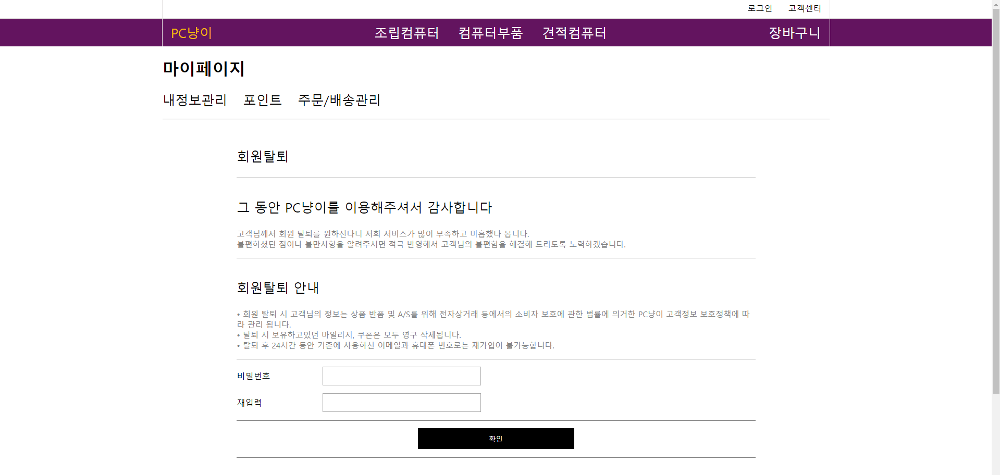 로그인 고객센터
PC냥이 조립컴퓨터 컴퓨터부품 견적컴퓨터 장바구니
마이페이지
내정보관리 포인트 주문/배송관리
회원탈퇴
그 동안 PC냥이를 이용해주셔서 감사합니다
고객님께서 회원 탈퇴를 원하신다니 저희 서비스가 많이 부족하고 미흡했나 봅니다.
불편하셨던 점이나 불만사항을 알려주시면 적극 반영해서 고객님의 불편함을 해결해 드리도록 노력하겠습니다.
회원탈퇴 안내
• 회원 탈퇴 시 고객님의 정보는 상품 반품 및 A/S를 위해 전자상거래 등에서의 소비자 보호에 관한 법률에 의거한 PC냥이 고객정보 보호정책에 따
라 관리 됩니다.
• 탈퇴 시 보유하고있던 마일리지, 쿠폰은 모두 영구 삭제됩니다.
• 탈퇴 후 24시간 동안 기존에 사용하신 이메일과 휴대폰 번호로는 재가입이 불가능합니다.
비밀번호
재입력
확인